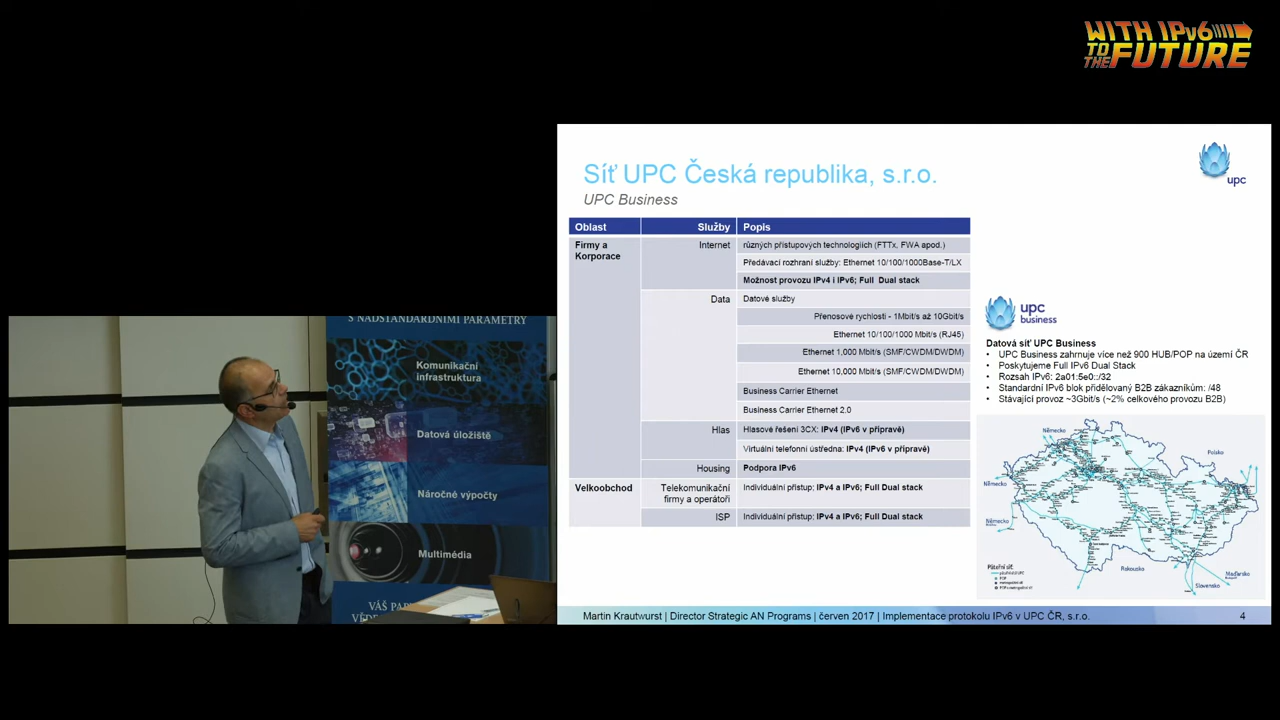 WITH IPv6
TO THE FUTURE
Síť UPC Česká republika, s.r.o.
UPC Business
upc
Oblast Služby Popis
Firmy a Korporace
Internet
různých přístupových technologiích (FTTx, FWA apod.)
Předávací rozhraní služby: Ethernet 10/100/1000Base-T/LX
Možnost provozu IPv4 i IPv6; Full Dual stack
Data
Datové služby
Přenosové rychlosti - 1Mbit/s až 10Gbit/s
Ethernet 10/100/1000 Mbit/s (RJ45)
Ethernet 1,000 Mbit/s (SMF/CWDM/DWDM)
Ethernet 10,000 Mbit/s (SMF/CWDM/DWDM)
Business Carrier Ethernet
Business Carrier Ethernet 2.0
Hlas
Hlasové řešení 3CX: IPv4 (IPv6 v přípravě)
Virtuální telefonní ústředna: IPv4 (IPv6 v přípravě)
Housing
Podpora IPv6
Velkoobchod
Telekomunikační
firmy a operátoři
Individuální přístup: IPv4 a IPv6; Full Dual stack
ISP
Individuální přístup: IPv4 a IPv6; Full Dual stack
upc
business
Datová síť UPC Business
• UPC Business zahrnuje více než 900 HUB/POP na území ČR
• Poskytujeme Full IPv6 Dual Stack
• Rozsah IPv6: 2a01:5e0::/32
• Standardní IPv6 blok přidělovaný B2B zákazníkům: /48
• Stávající provoz ~3Gbit/s (~2% celkového provozu B2B)
Německo
Polsko
Německo
Německo
Rakousko
Maďarsko
Slovensko
Páteřní síť:
Martin Krautwurst | Director Strategic AN Programs | červen 2017 | Implementace protokolu IPv6 v UPC ČR, s.r.o.
4
S NADSTANDARDNÍMI PARAMETRY
Komunikační
infrastruktura
Datová úložiště
Náročné výpočty
Multimédia